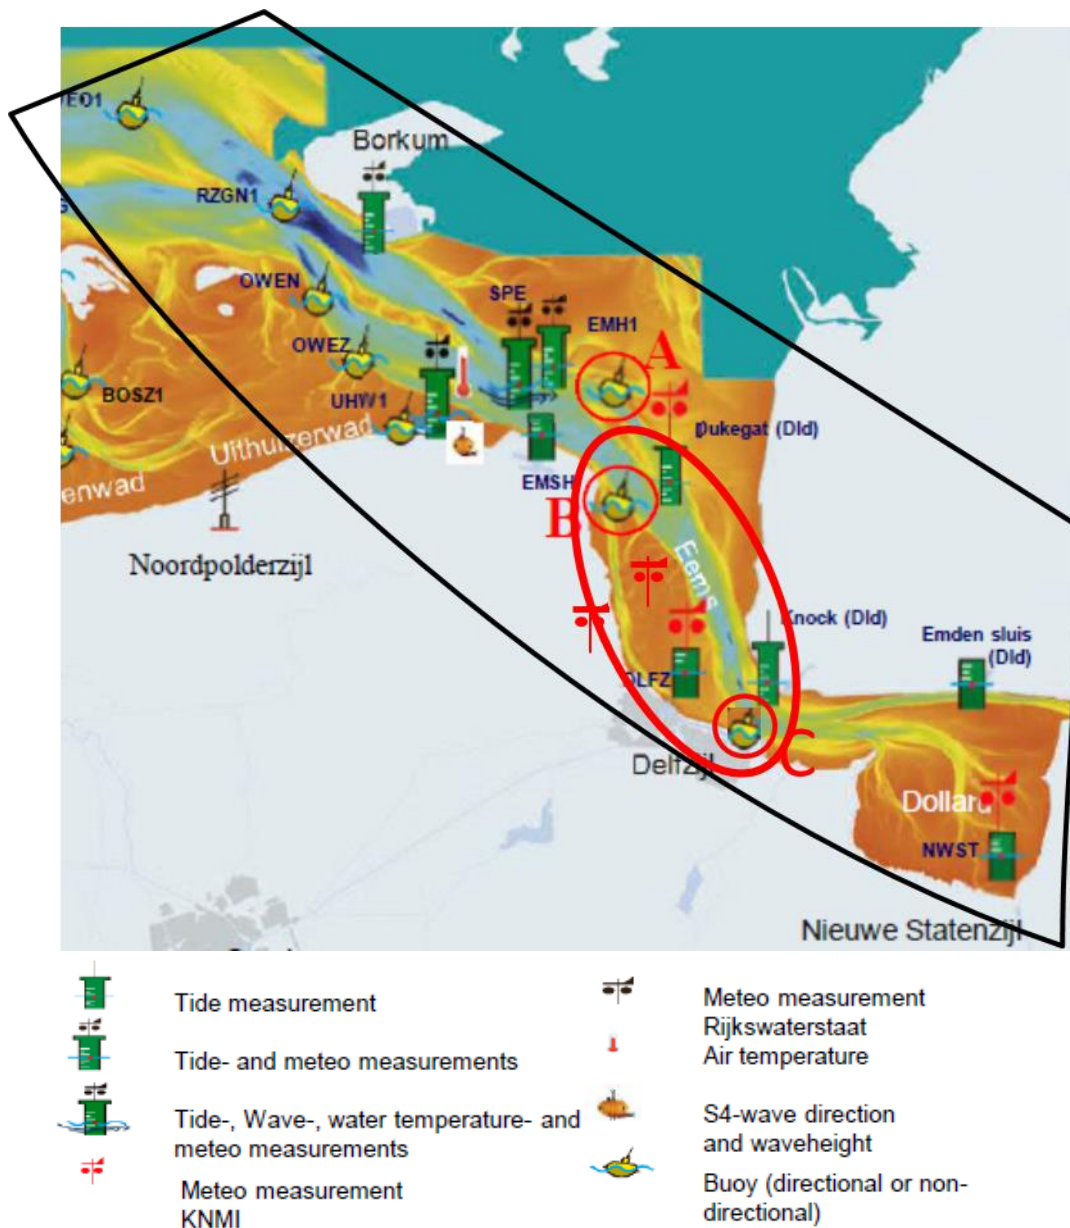 Borkum
RZGN1
OWEN
SPE
EMH1
OWEZ
A
BOSZ1
UHW1
Dukegat (Dld)
Uithuizerwad
enwad
EMSH
B
Eems
Noordpolderzijl
Knock (Dld)
Emden sluis
(Dld)
DLFZ
C
Delfzijl
Dollard
NWST
Nieuwe Statenzijl
Tide measurement
Tide- and meteo measurements
Tide-, Wave-, water temperature- and
meteo measurements
Meteo measurement
KNMI
Meteo measurement
Rijkswaterstaat
Air temperature
S4-wave direction
and waveheight
Buoy (directional or non-
directional)